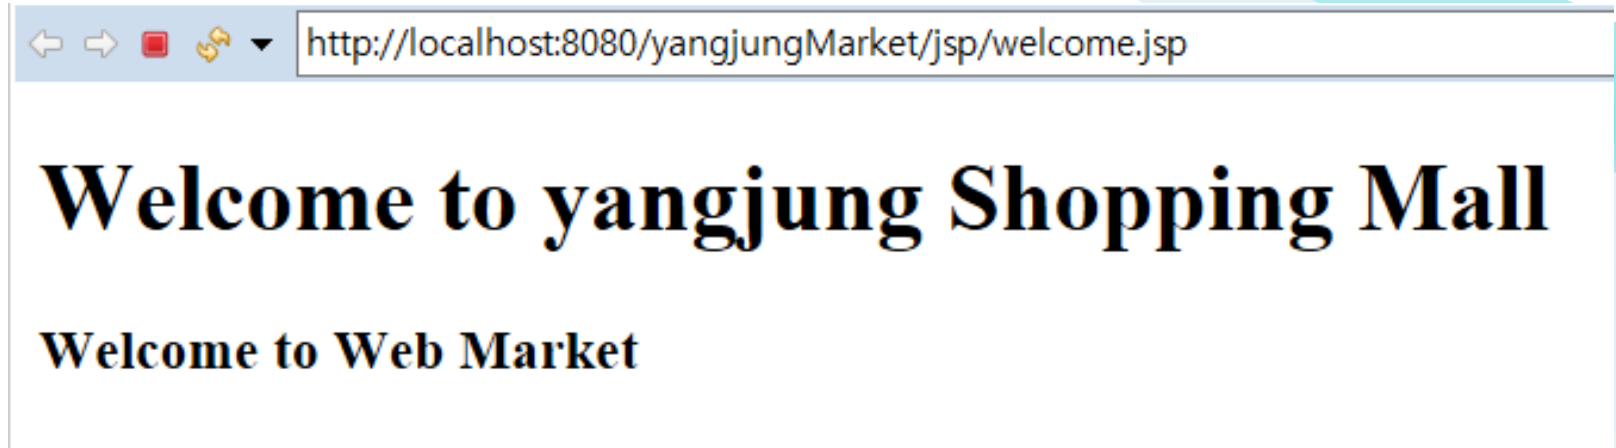 http://localhost:8080/yangjungMarket/jsp/welcome.jsp
Welcome to yangjung Shopping Mall
Welcome to Web Market